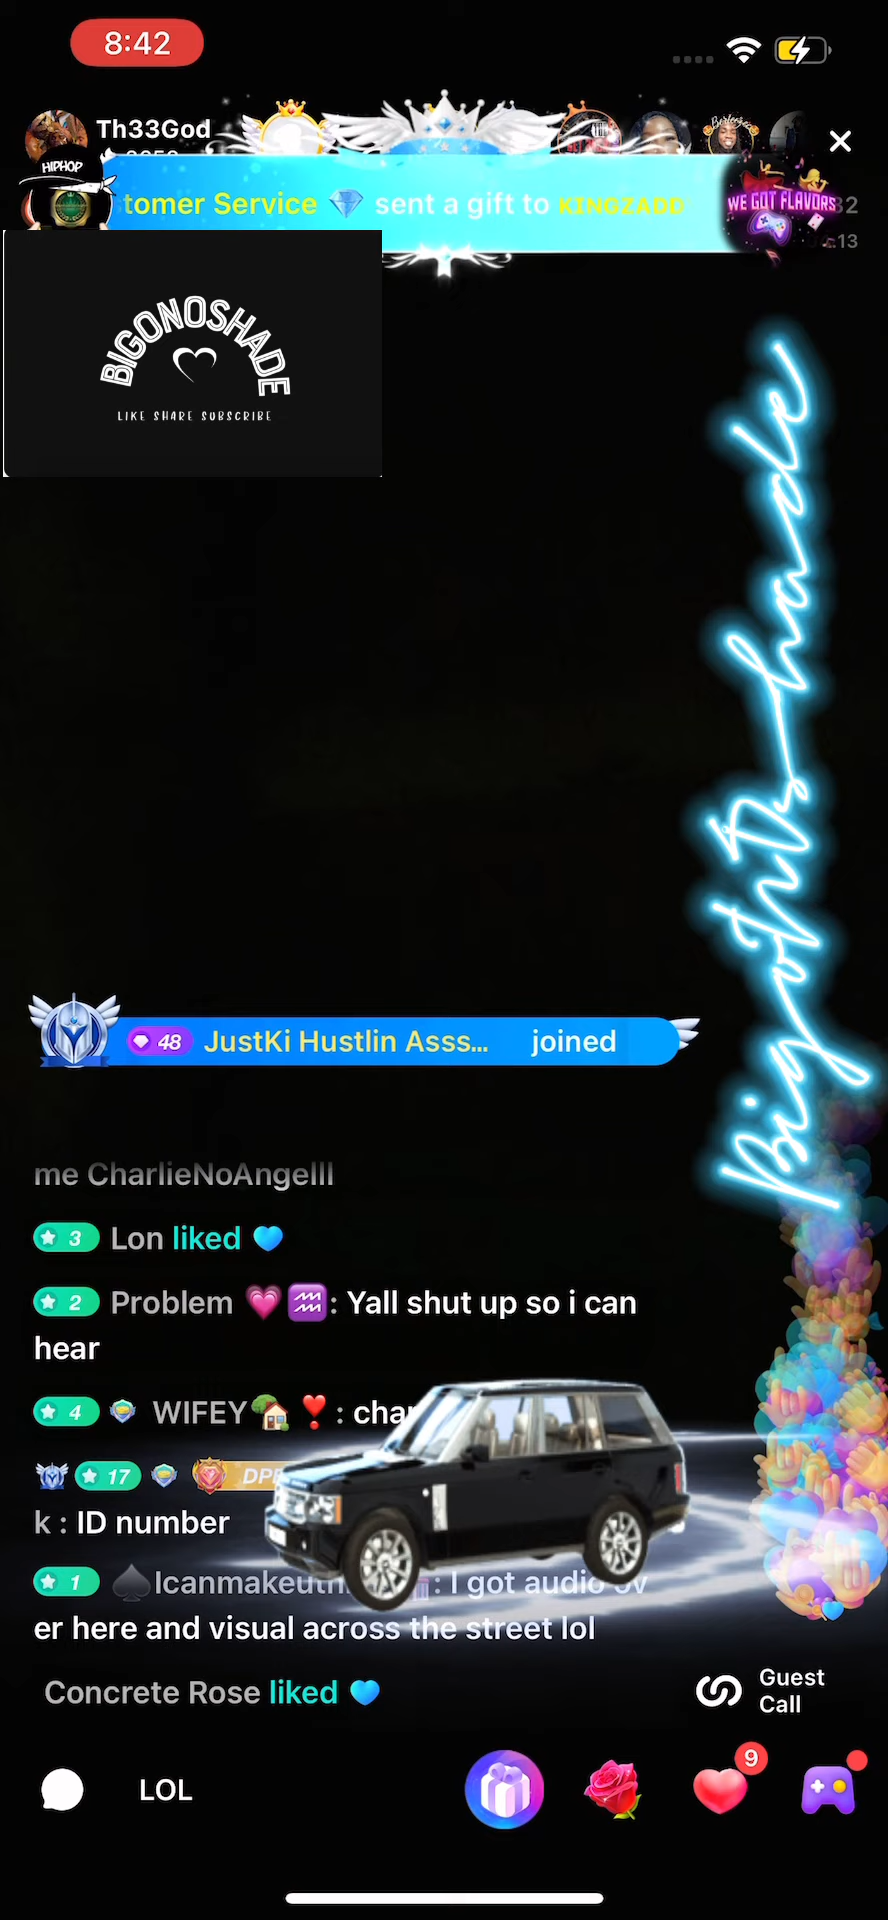 8:42
Th33God
HIPHOP
tomer Service 💎 sent a gift to KINGZADD
WE GOT FLAVORS
BIGONOSHADE
LIKE SHARE SUBSCRIBE
BigoNoShade
48 JustKi Hustlin Asss... joined
me CharlieNoAngelll
3 Lon liked 💙
2 Problem 💗♒: Yall shut up so i can
hear
4 WIFEY🏡❣️:
17
k : ID number
1 : I got audio ov
er here and visual across the street lol
Concrete Rose liked 💙
Guest
Call
LOL
9